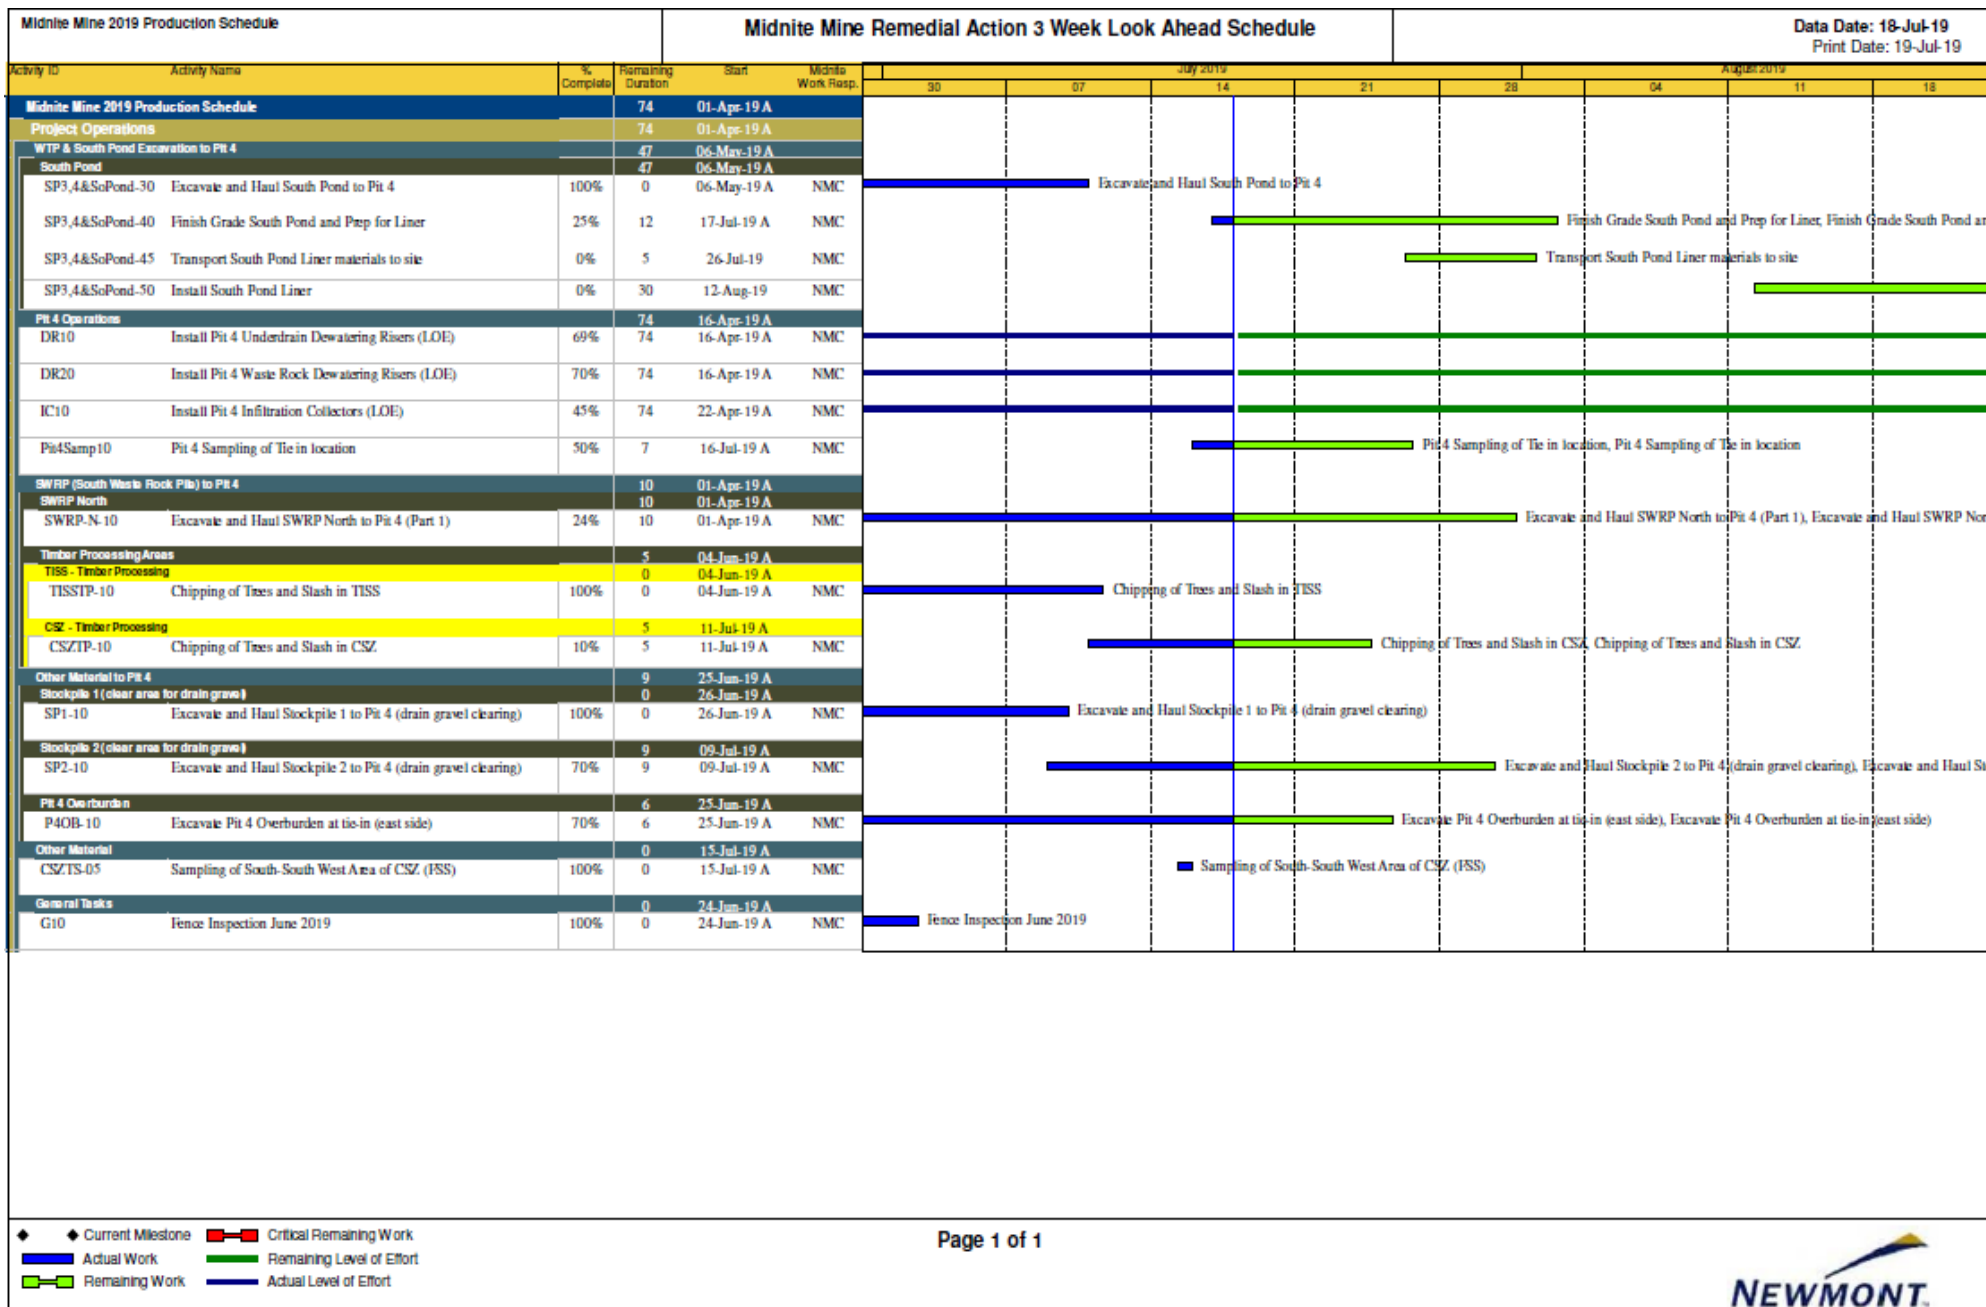 Midnite Mine 2019 Production Schedule
Midnite Mine Remedial Action 3 Week Look Ahead Schedule
Data Date: 18-Jul-19
Print Date: 19-Jul-19
Activity ID Activity Name % Complete Remaining Duration Start Midnite Work Resp.
July 2019 August 2019
30 07 14 21 28 04 11 18
Midnite Mine 2019 Production Schedule 74 01-Apr-19 A
Project Operations 74 01-Apr-19 A
WTP & South Pond Excavation to Pit 4 47 06-May-19 A
South Pond 47 06-May-19 A
SP3,4&SoPond-30 Excavate and Haul South Pond to Pit 4 100% 0 06-May-19 A NMC Excavate and Haul South Pond to Pit 4
SP3,4&SoPond-40 Finish Grade South Pond and Prep for Liner 25% 12 17-Jul-19 A NMC Finish Grade South Pond and Prep for Liner, Finish Grade South Pond ar
SP3,4&SoPond-45 Transport South Pond Liner materials to site 0% 5 26-Jul-19 NMC Transport South Pond Liner materials to site
SP3,4&SoPond-50 Install South Pond Liner 0% 30 12-Aug-19 NMC
Pit 4 Operations 74 16-Apr-19 A
DR10 Install Pit 4 Underdrain Dewatering Risers (LOE) 69% 74 16-Apr-19 A NMC
DR20 Install Pit 4 Waste Rock Dewatering Risers (LOE) 70% 74 16-Apr-19 A NMC
IC10 Install Pit 4 Infiltration Collectors (LOE) 45% 74 22-Apr-19 A NMC
Pit4Samp10 Pit 4 Sampling of Tie in location 50% 7 16-Jul-19 A NMC Pit 4 Sampling of Tie in location, Pit 4 Sampling of Tie in location
SWRP (South Waste Rock Pile) to Pit 4 10 01-Apr-19 A
SWRP North 10 01-Apr-19 A
SWRP-N-10 Excavate and Haul SWRP North to Pit 4 (Part 1) 24% 10 01-Apr-19 A NMC Excavate and Haul SWRP North to Pit 4 (Part 1), Excavate and Haul SWRP Nor
Timber Processing Areas 5 04-Jun-19 A
TISS - Timber Processing 0 04-Jun-19 A
TISSTP-10 Chipping of Trees and Slash in TISS 100% 0 04-Jun-19 A NMC Chipping of Trees and Slash in TISS
CSZ - Timber Processing 5 11-Jul-19 A
CSZTP-10 Chipping of Trees and Slash in CSZ 10% 5 11-Jul-19 A NMC Chipping of Trees and Slash in CSZ, Chipping of Trees and Slash in CSZ
Other Material to Pit 4 9 25-Jun-19 A
Stockpile 1 (clear area for drain gravel) 0 26-Jun-19 A
SP1-10 Excavate and Haul Stockpile 1 to Pit 4 (drain gravel clearing) 100% 0 26-Jun-19 A NMC Excavate and Haul Stockpile 1 to Pit 4 (drain gravel clearing)
Stockpile 2 (clear area for drain gravel) 9 09-Jul-19 A
SP2-10 Excavate and Haul Stockpile 2 to Pit 4 (drain gravel clearing) 70% 9 09-Jul-19 A NMC Excavate and Haul Stockpile 2 to Pit 4 (drain gravel clearing), Excavate and Haul St
Pit 4 Overburden 6 25-Jun-19 A
P4OB-10 Excavate Pit 4 Overburden at tie-in (east side) 70% 6 25-Jun-19 A NMC Excavate Pit 4 Overburden at tie-in (east side), Excavate Pit 4 Overburden at tie-in (east side)
Other Material 0 15-Jul-19 A
CSZTS-05 Sampling of South-South West Area of CSZ (FSS) 100% 0 15-Jul-19 A NMC Sampling of South-South West Area of CSZ (FSS)
General Tasks 0 24-Jun-19 A
G10 Fence Inspection June 2019 100% 0 24-Jun-19 A NMC Fence Inspection June 2019
Current Milestone Critical Remaining Work
Actual Work Remaining Level of Effort
Remaining Work Actual Level of Effort
Page 1 of 1
NEWMONT